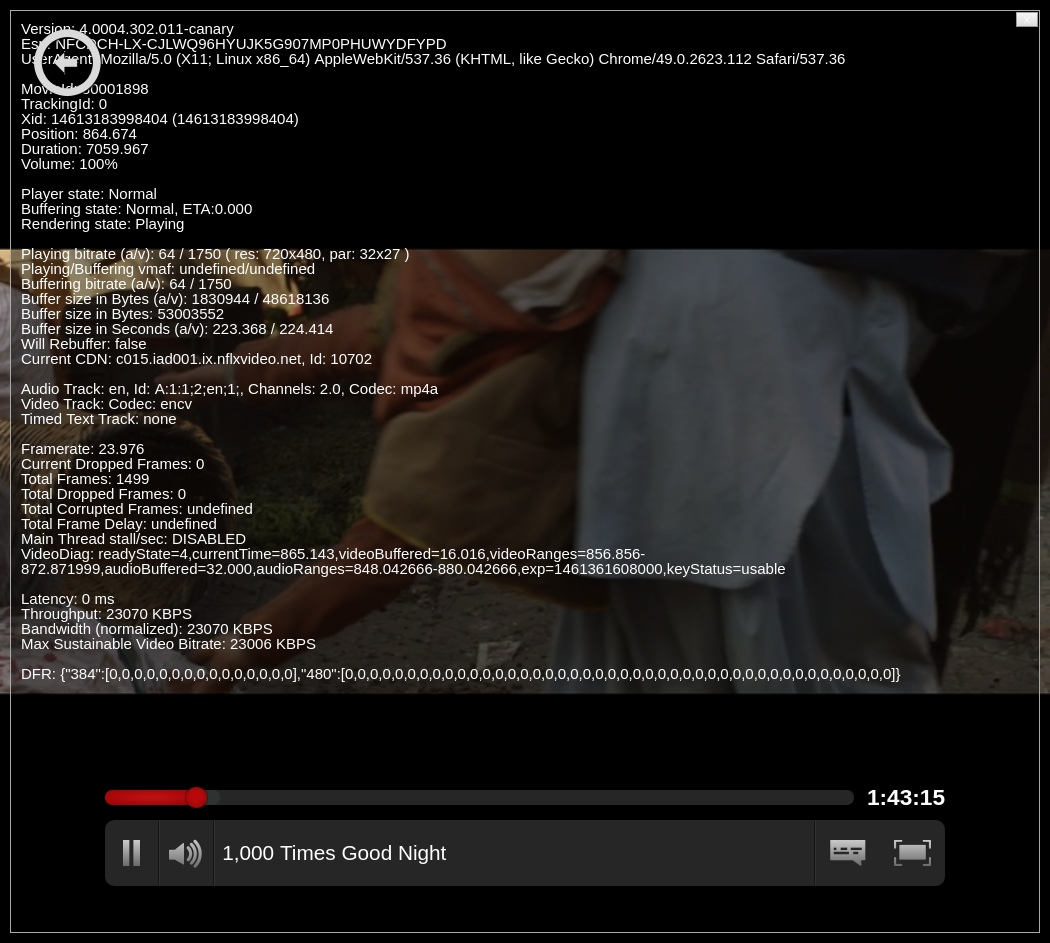 Version: 4.0004.302.011-canary
Esn: NFCDCH-LX-CJLWQ96HYUJK5G907MP0PHUWYDFYPD
UserAgent: Mozilla/5.0 (X11; Linux x86_64) AppleWebKit/537.36 (KHTML, like Gecko) Chrome/49.0.2623.112 Safari/537.36
MovieId: 80001898
TrackingId: 0
Xid: 14613183998404 (14613183998404)
Position: 864.674
Duration: 7059.967
Volume: 100%
Player state: Normal
Buffering state: Normal, ETA:0.000
Rendering state: Playing
Playing bitrate (a/v): 64 / 1750 ( res: 720x480, par: 32x27 )
Playing/Buffering vmaf: undefined/undefined
Buffering bitrate (a/v): 64 / 1750
Buffer size in Bytes (a/v): 1830944 / 48618136
Buffer size in Bytes: 53003552
Buffer size in Seconds (a/v): 223.368 / 224.414
Will Rebuffer: false
Current CDN: c015.iad001.ix.nflxvideo.net, Id: 10702
Audio Track: en, Id: A:1:1;2;en;1;, Channels: 2.0, Codec: mp4a
Video Track: Codec: encv
Timed Text Track: none
Framerate: 23.976
Current Dropped Frames: 0
Total Frames: 1499
Total Dropped Frames: 0
Total Corrupted Frames: undefined
Total Frame Delay: undefined
Main Thread stall/sec: DISABLED
VideoDiag: readyState=4,currentTime=865.143,videoBuffered=16.016,videoRanges=856.856-
872.871999,audioBuffered=32.000,audioRanges=848.042666-880.042666,exp=1461361608000,keyStatus=usable
Latency: 0 ms
Throughput: 23070 KBPS
Bandwidth (normalized): 23070 KBPS
Max Sustainable Video Bitrate: 23006 KBPS
DFR: {"384":[0,0,0,0,0,0,0,0,0,0,0,0,0,0,0],"480":[0,0,0,0,0,0,0,0,0,0,0,0,0,0,0,0,0,0,0,0,0,0,0,0,0,0,0,0,0,0,0,0,0,0,0,0,0,0,0,0,0,0,0,0]}
1:43:15
1,000 Times Good Night